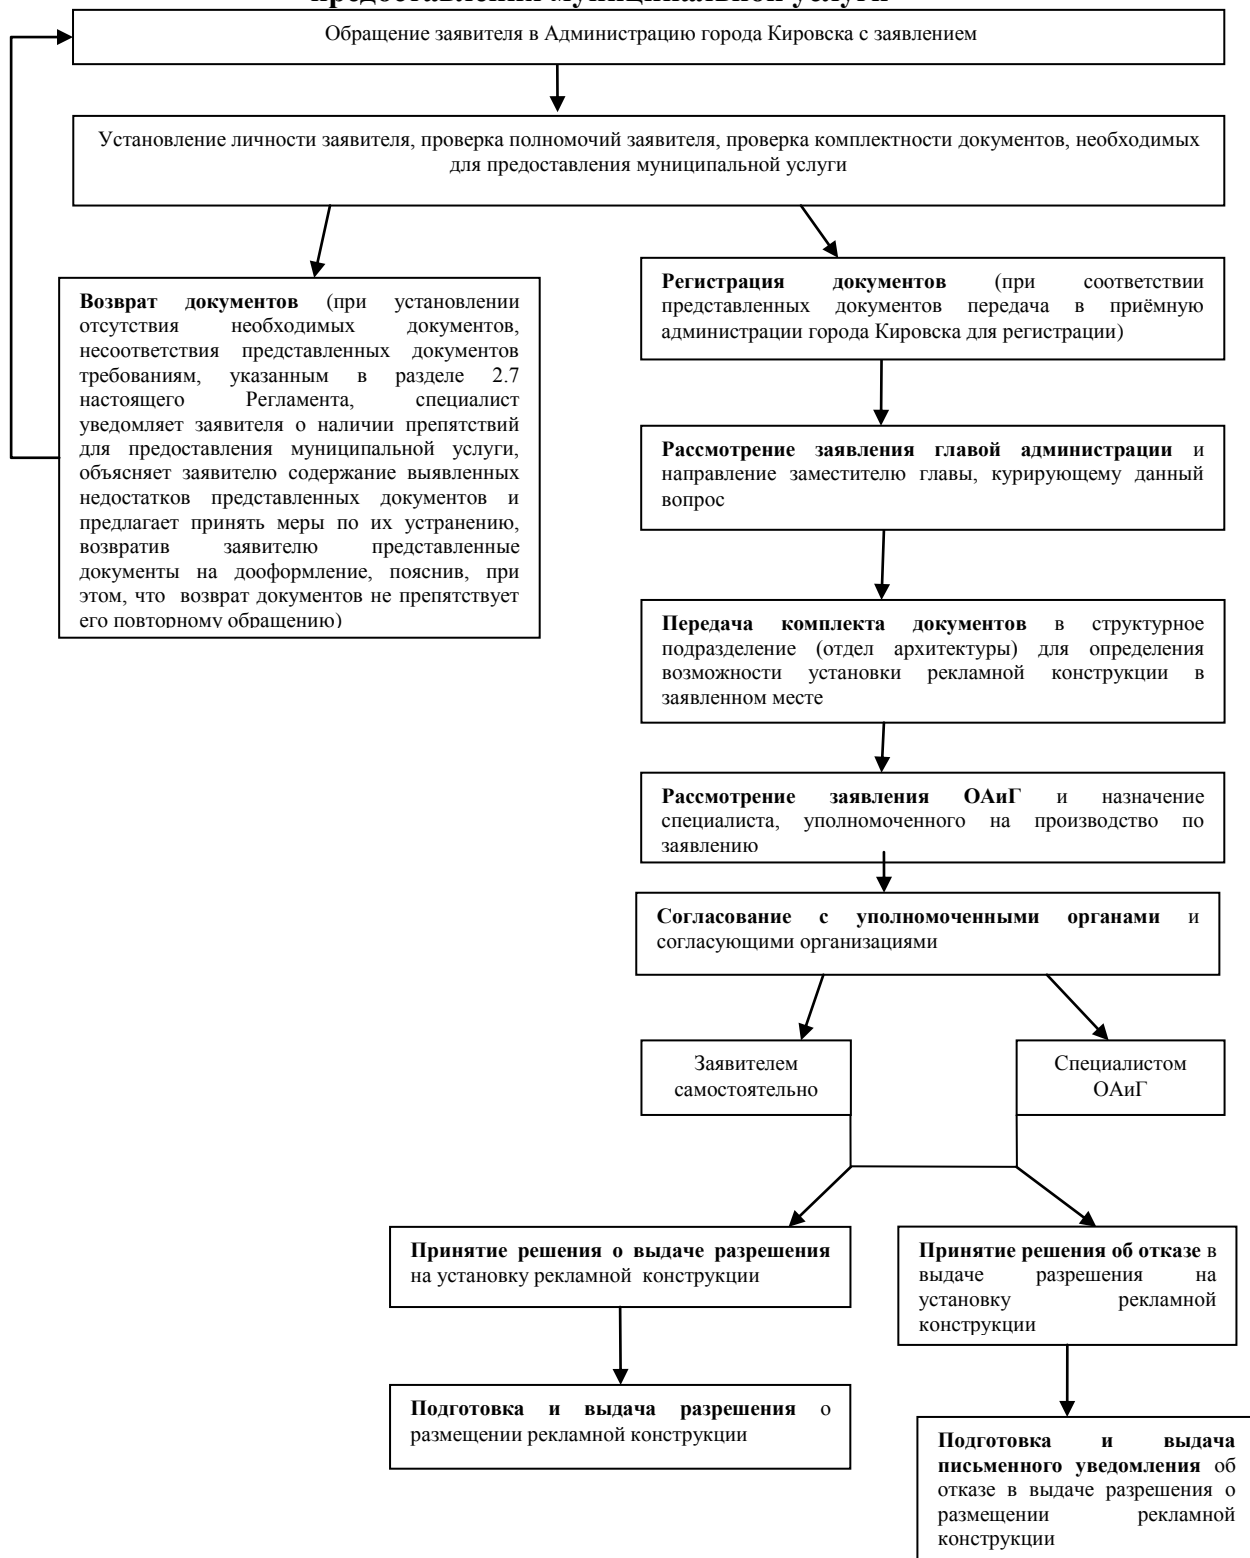 предоставления муниципальной услуги
Обращение заявителя в Администрацию города Кировска с заявлением
Установление личности заявителя, проверка полномочий заявителя, проверка комплектности документов, необходимых
для предоставления муниципальной услуги
Возврат документов (при установлении
отсутствия необходимых документов,
несоответствия представленных документов
требованиям, указанным в разделе 2.7
настоящего Регламента, специалист
уведомляет заявителя о наличии препятствий
для предоставления муниципальной услуги,
объясняет заявителю содержание выявленных
недостатков представленных документов и
предлагает принять меры по их устранению,
возвратив заявителю представленные
документы на дооформление, пояснив, при
этом, что возврат документов не препятствует
его повторному обращению)
Регистрация документов (при соответствии
представленных документов передача в приёмную
администрации города Кировска для регистрации)
Рассмотрение заявления главой администрации и
направление заместителю главы, курирующему данный
вопрос
Передача комплекта документов в структурное
подразделение (отдел архитектуры) для определения
возможности установки рекламной конструкции в
заявленном месте
Рассмотрение заявления ОАиГ и назначение
специалиста, уполномоченного на производство по
заявлению
Согласование с уполномоченными органами и
согласующими организациями
Заявителем
самостоятельно
Специалистом
ОАиГ
Принятие решения о выдаче разрешения
на установку рекламной конструкции
Принятие решения об отказе в
выдаче разрешения на
установку рекламной
конструкции
Подготовка и выдача разрешения о
размещении рекламной конструкции
Подготовка и выдача
письменного уведомления об
отказе в выдаче разрешения о
размещении рекламной
конструкции